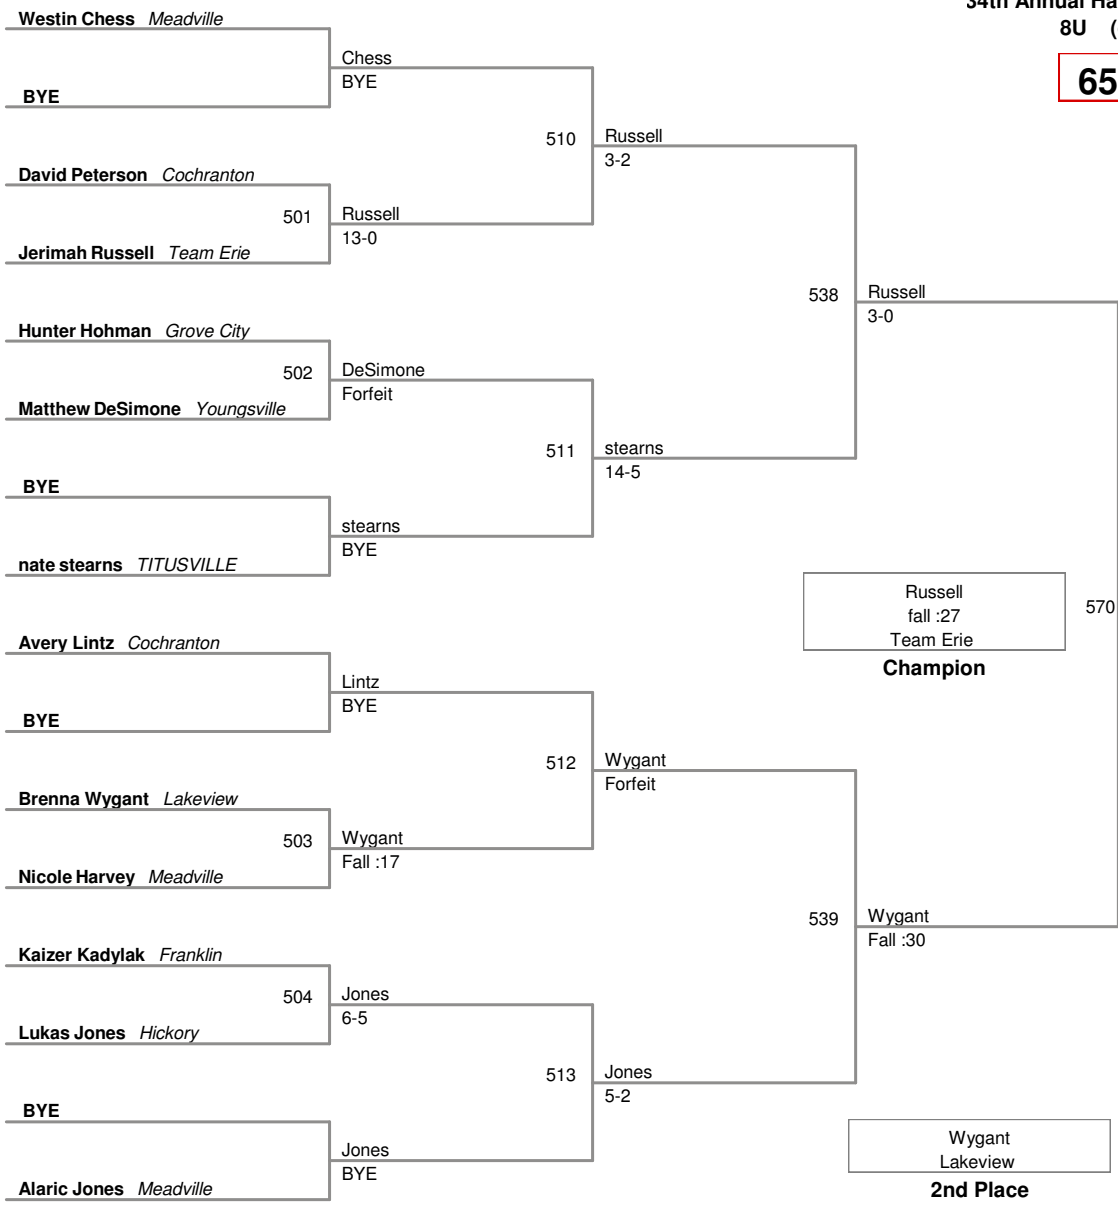 34th Annual Ha
8U (
65
Westin Chess Meadville
Chess
BYE
BYE
510
Russell
3-2
David Peterson Cochranton
501
Russell
13-0
Jerimah Russell Team Erie
538
Russell
3-0
Hunter Hohman Grove City
502
DeSimone
Forfeit
Matthew DeSimone Youngsville
511
stearns
14-5
BYE
stearns
BYE
nate stearns TITUSVILLE
Russell
fall :27
Team Erie
Champion
570
Avery Lintz Cochranton
Lintz
BYE
BYE
512
Wygant
Forfeit
Brenna Wygant Lakeview
503
Wygant
Fall :17
Nicole Harvey Meadville
539
Wygant
Fall :30
Kaizer Kadylak Franklin
504
Jones
6-5
Lukas Jones Hickory
513
Jones
5-2
BYE
Jones
BYE
Alaric Jones Meadville
Wygant
Lakeview
2nd Place